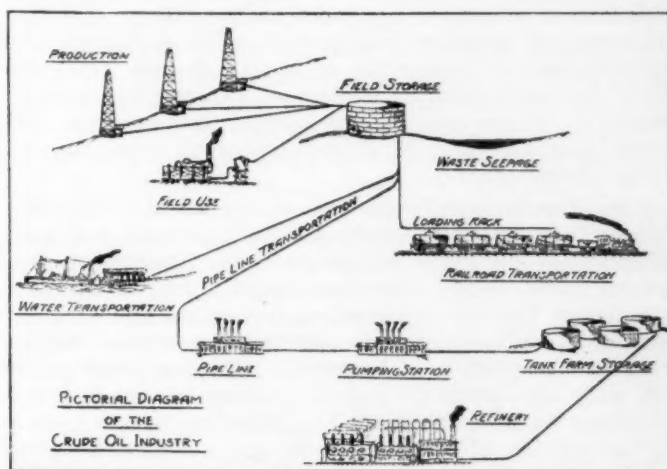 PRODUCTION
FIELD STORAGE
WASTE SEEPAGE
FIELD USE
PIPE LINE TRANSPORTATION
LOADING RACK
RAILROAD TRANSPORTATION
WATER TRANSPORTATION
PIPE LINE
PUMPING STATION
TANK FARM STORAGE
REFINERY
PICTORIAL DIAGRAM
OF THE
CRUDE OIL INDUSTRY